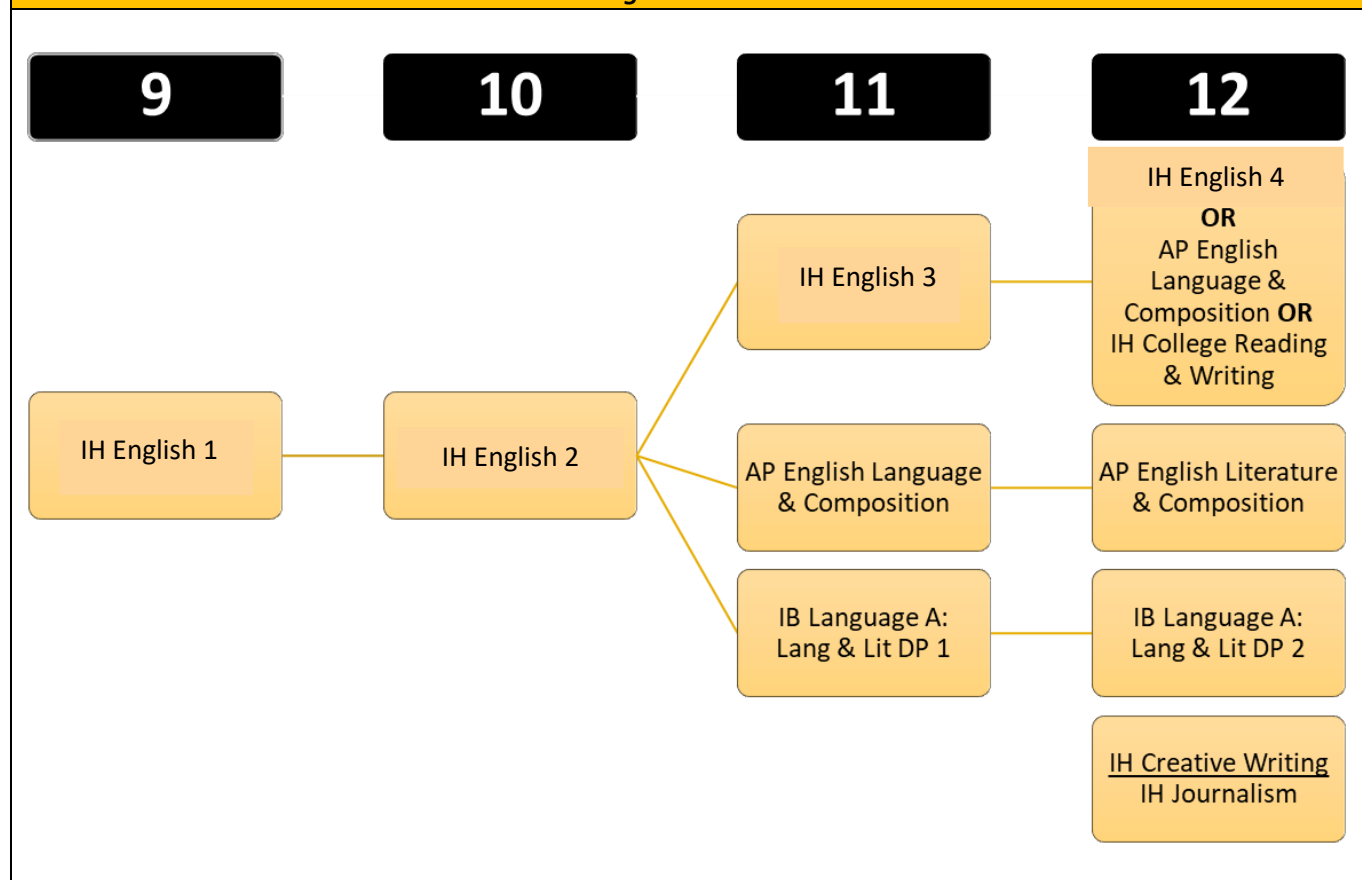 9
10
11
12
IH English 1
IH English 2
IH English 3
AP English Language
& Composition
IB Language A:
Lang & Lit DP 1
IH English 4
OR
AP English
Language &
Composition OR
IH College Reading
& Writing
AP English Literature
& Composition
IB Language A:
Lang & Lit DP 2
IH Creative Writing
IH Journalism